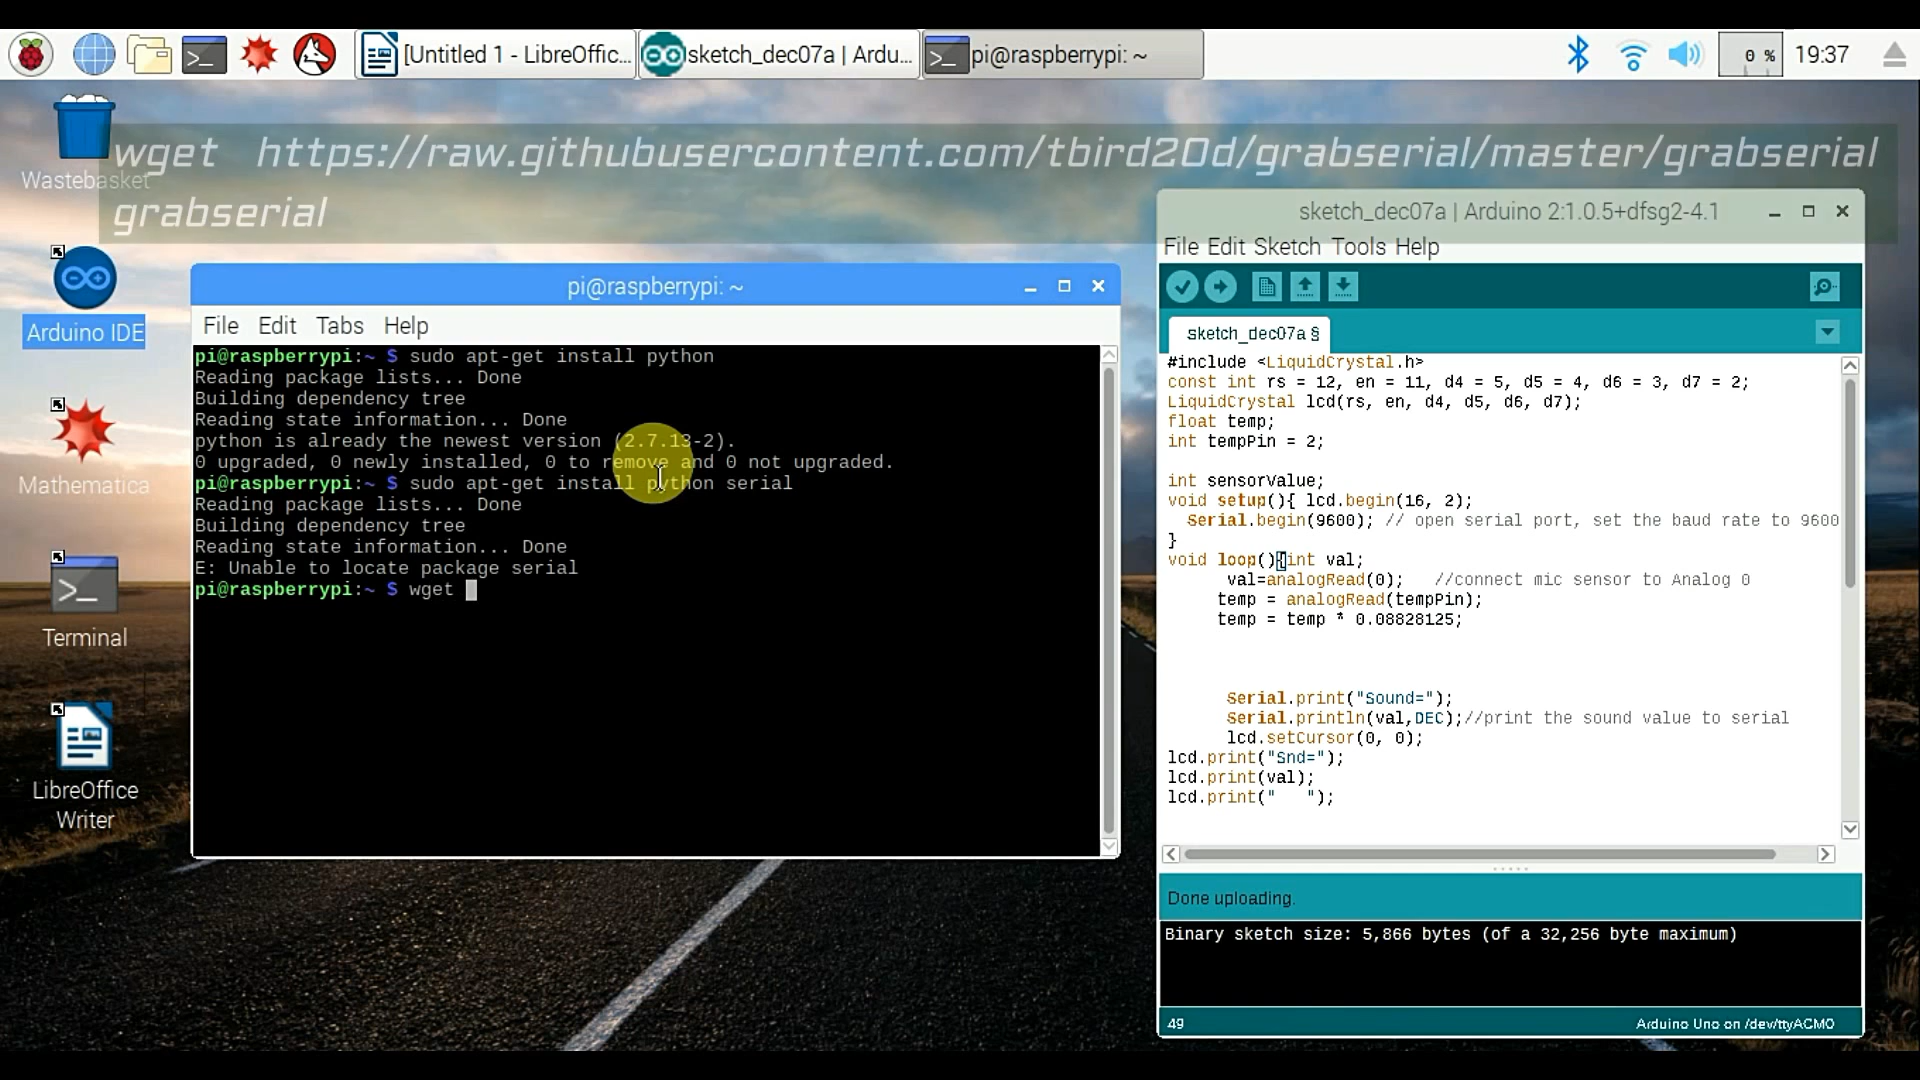 [Untitled 1 - LibreOffic...
sketch_dec07a | Ardu...
pi@raspberrypi: ~
0 %
19:37
wget https://raw.githubusercontent.com/tbird20d/grabserial/master/grabserial
grabserial
Wastebasket
Arduino IDE
Mathematica
Terminal
LibreOffice
Writer
pi@raspberrypi: ~
File Edit Tabs Help
pi@raspberrypi:~ $ sudo apt-get install python
Reading package lists... Done
Building dependency tree
Reading state information... Done
python is already the newest version (2.7.13-2).
0 upgraded, 0 newly installed, 0 to remove and 0 not upgraded.
pi@raspberrypi:~ $ sudo apt-get install python serial
Reading package lists... Done
Building dependency tree
Reading state information... Done
E: Unable to locate package serial
pi@raspberrypi:~ $ wget
sketch_dec07a | Arduino 2:1.0.5+dfsg2-4.1
File Edit Sketch Tools Help
sketch_dec07a §
#include <LiquidCrystal.h>
const int rs = 12, en = 11, d4 = 5, d5 = 4, d6 = 3, d7 = 2;
LiquidCrystal lcd(rs, en, d4, d5, d6, d7);
float temp;
int tempPin = 2;
int sensorValue;
void setup(){ lcd.begin(16, 2);
Serial.begin(9600); // open serial port, set the baud rate to 9600
}
void loop(){int val;
val=analogRead(0); //connect mic sensor to Analog 0
temp = analogRead(tempPin);
temp = temp * 0.08828125;
Serial.print("Sound=");
Serial.println(val,DEC);//print the sound value to serial
lcd.setCursor(0, 0);
lcd.print("Snd=");
lcd.print(val);
lcd.print("   ");
Done uploading.
Binary sketch size: 5,866 bytes (of a 32,256 byte maximum)
49
Arduino Uno on /dev/ttyACM0